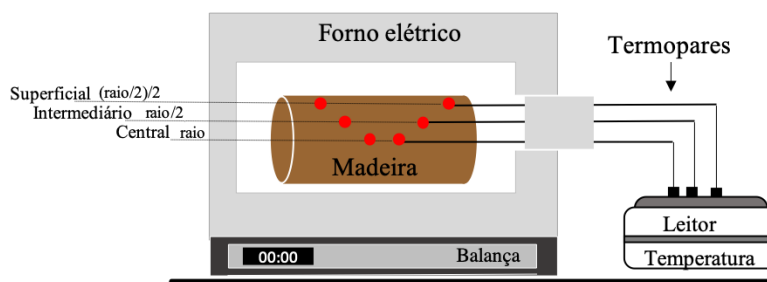 Forno elétrico
Termopares
Superficial (raio/2)/2
Intermediário raio/2
Central raio
Madeira
Leitor
00:00
Balança
Temperatura